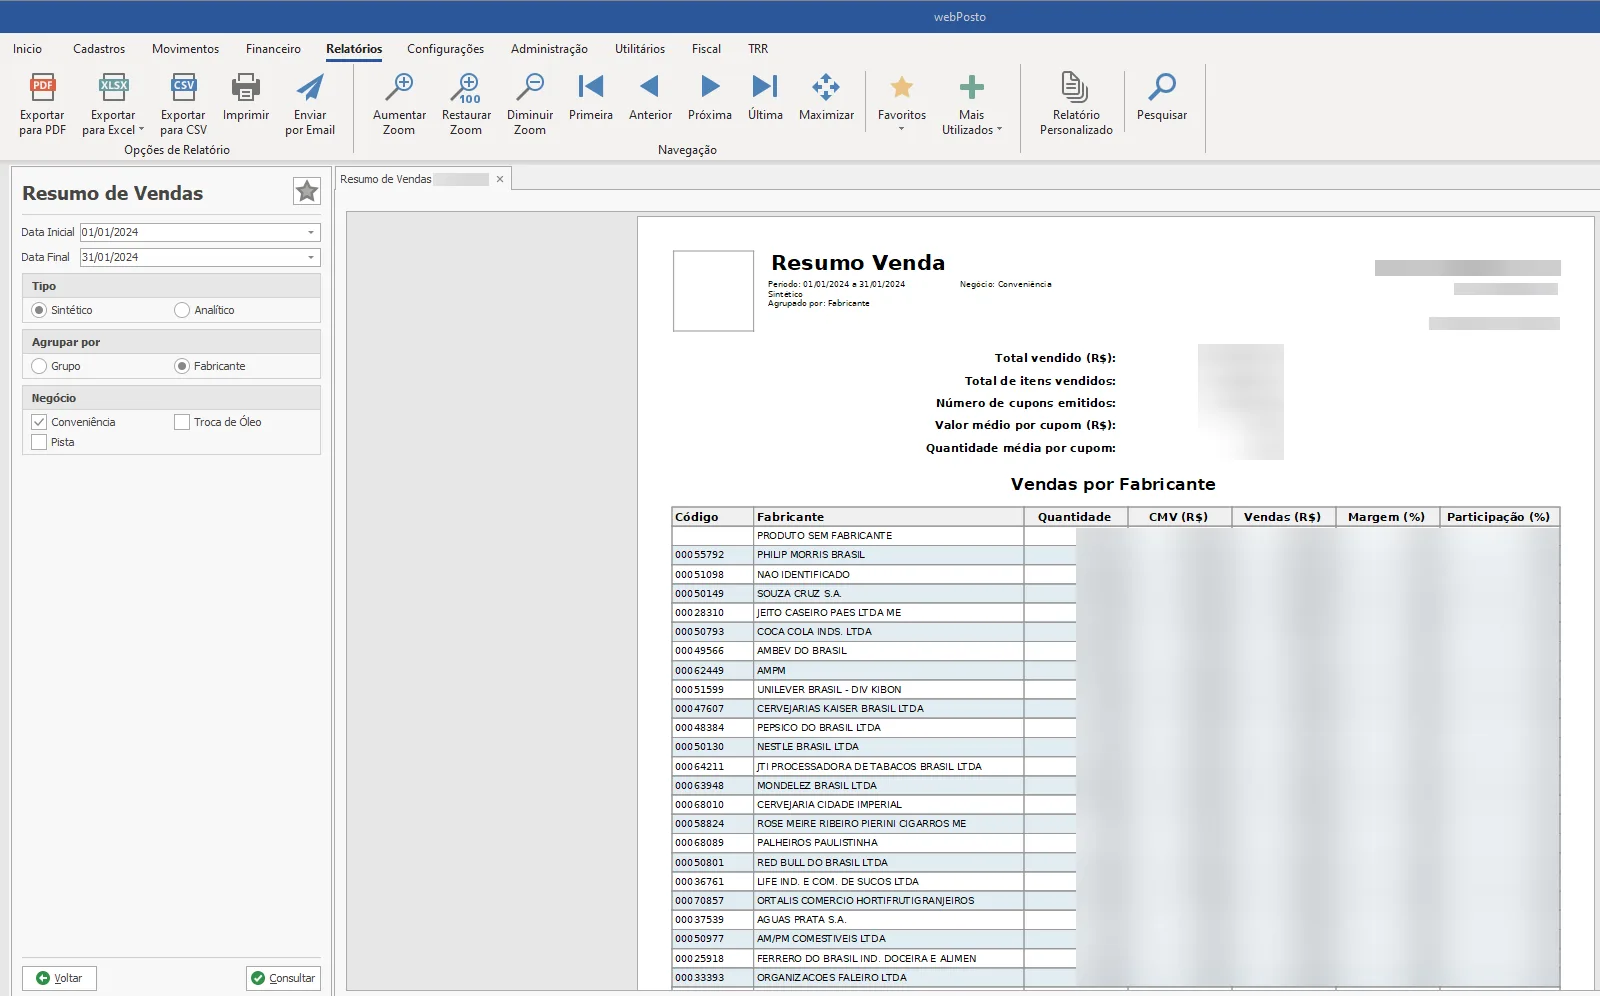 webPosto
Inicio Cadastros Movimentos Financeiro Relatórios Configurações Administração Utilitários Fiscal TRR
PDF XLSX CSV 100
Exportar para PDF Exportar para Excel Exportar para CSV Imprimir Enviar por Email Aumentar Zoom Restaurar Zoom Diminuir Zoom Primeira Anterior Próxima Última Maximizar Favoritos Mais Utilizados Relatório Personalizado Pesquisar
Opções de Relatório Navegação
Resumo de Vendas
Data Inicial 01/01/2024
Data Final 31/01/2024
Tipo
Sintético Analítico
Agrupar por
Grupo Fabricante
Negócio
Conveniência Troca de Óleo
Pista
Voltar Consultar
Resumo de Vendas
Resumo Venda
Período: 01/01/2024 a 31/01/2024 Negócio: Conveniência
Sintético
Agrupado por: Fabricante
Total vendido (R$):
Total de itens vendidos:
Número de cupons emitidos:
Valor médio por cupom (R$):
Quantidade média por cupom:
Vendas por Fabricante
Código Fabricante Quantidade CMV (R$) Vendas (R$) Margem (%) Participação (%)
PRODUTO SEM FABRICANTE
00055792 PHILIP MORRIS BRASIL
00051098 NAO IDENTIFICADO
00050149 SOUZA CRUZ S.A.
00028310 JEITO CASEIRO PAES LTDA ME
00050793 COCA COLA INDS. LTDA
00049566 AMBEV DO BRASIL
00062449 AMPM
00051599 UNILEVER BRASIL - DIV KIBON
00047607 CERVEJARIAS KAISER BRASIL LTDA
00048384 PEPSICO DO BRASIL LTDA
00050130 NESTLE BRASIL LTDA
00064211 JTI PROCESSADORA DE TABACOS BRASIL LTDA
00063948 MONDELEZ BRASIL LTDA
00068010 CERVEJARIA CIDADE IMPERIAL
00058824 ROSE MEIRE RIBEIRO PIERINI CIGARROS ME
00068089 PALHEIROS PAULISTINHA
00050801 RED BULL DO BRASIL LTDA
00036761 LIFE IND. E COM. DE SUCOS LTDA
00070857 ORTALIS COMERCIO HORTIFRUTIGRANJEIROS
00037539 AGUAS PRATA S.A.
00050977 AM/PM COMESTIVEIS LTDA
00025918 FERRERO DO BRASIL IND. DOCEIRA E ALIMEN
00033393 ORGANIZACOES FALEIRO LTDA